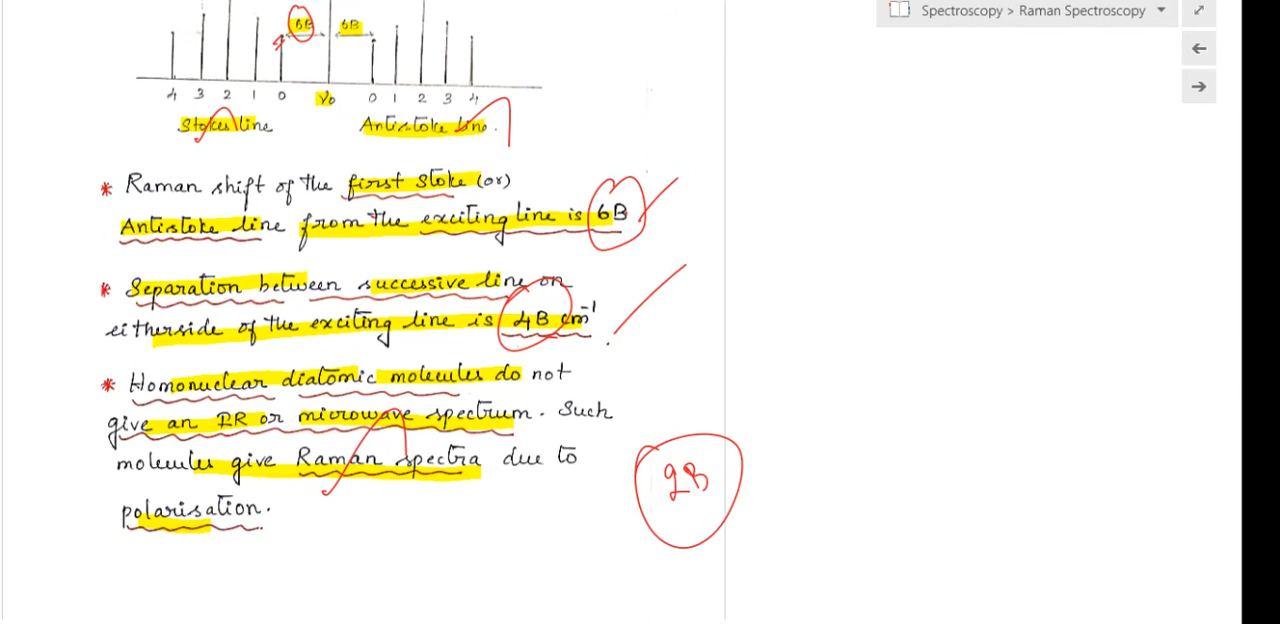 Spectroscopy > Raman Spectroscopy
6B 6B
4 3 2 1 0 γo 0 1 2 3 4
Stokes line Antistoke line.
* Raman shift of the first stoke (or)
Antistoke line from the exciting line is 6B
* Separation between successive line on
eitherside of the exciting line is 4B cm⁻¹.
* Homonuclear diatomic molecules do not
give an IR or microwave spectrum. Such
molecules give Raman spectra due to
polarisation.
2B